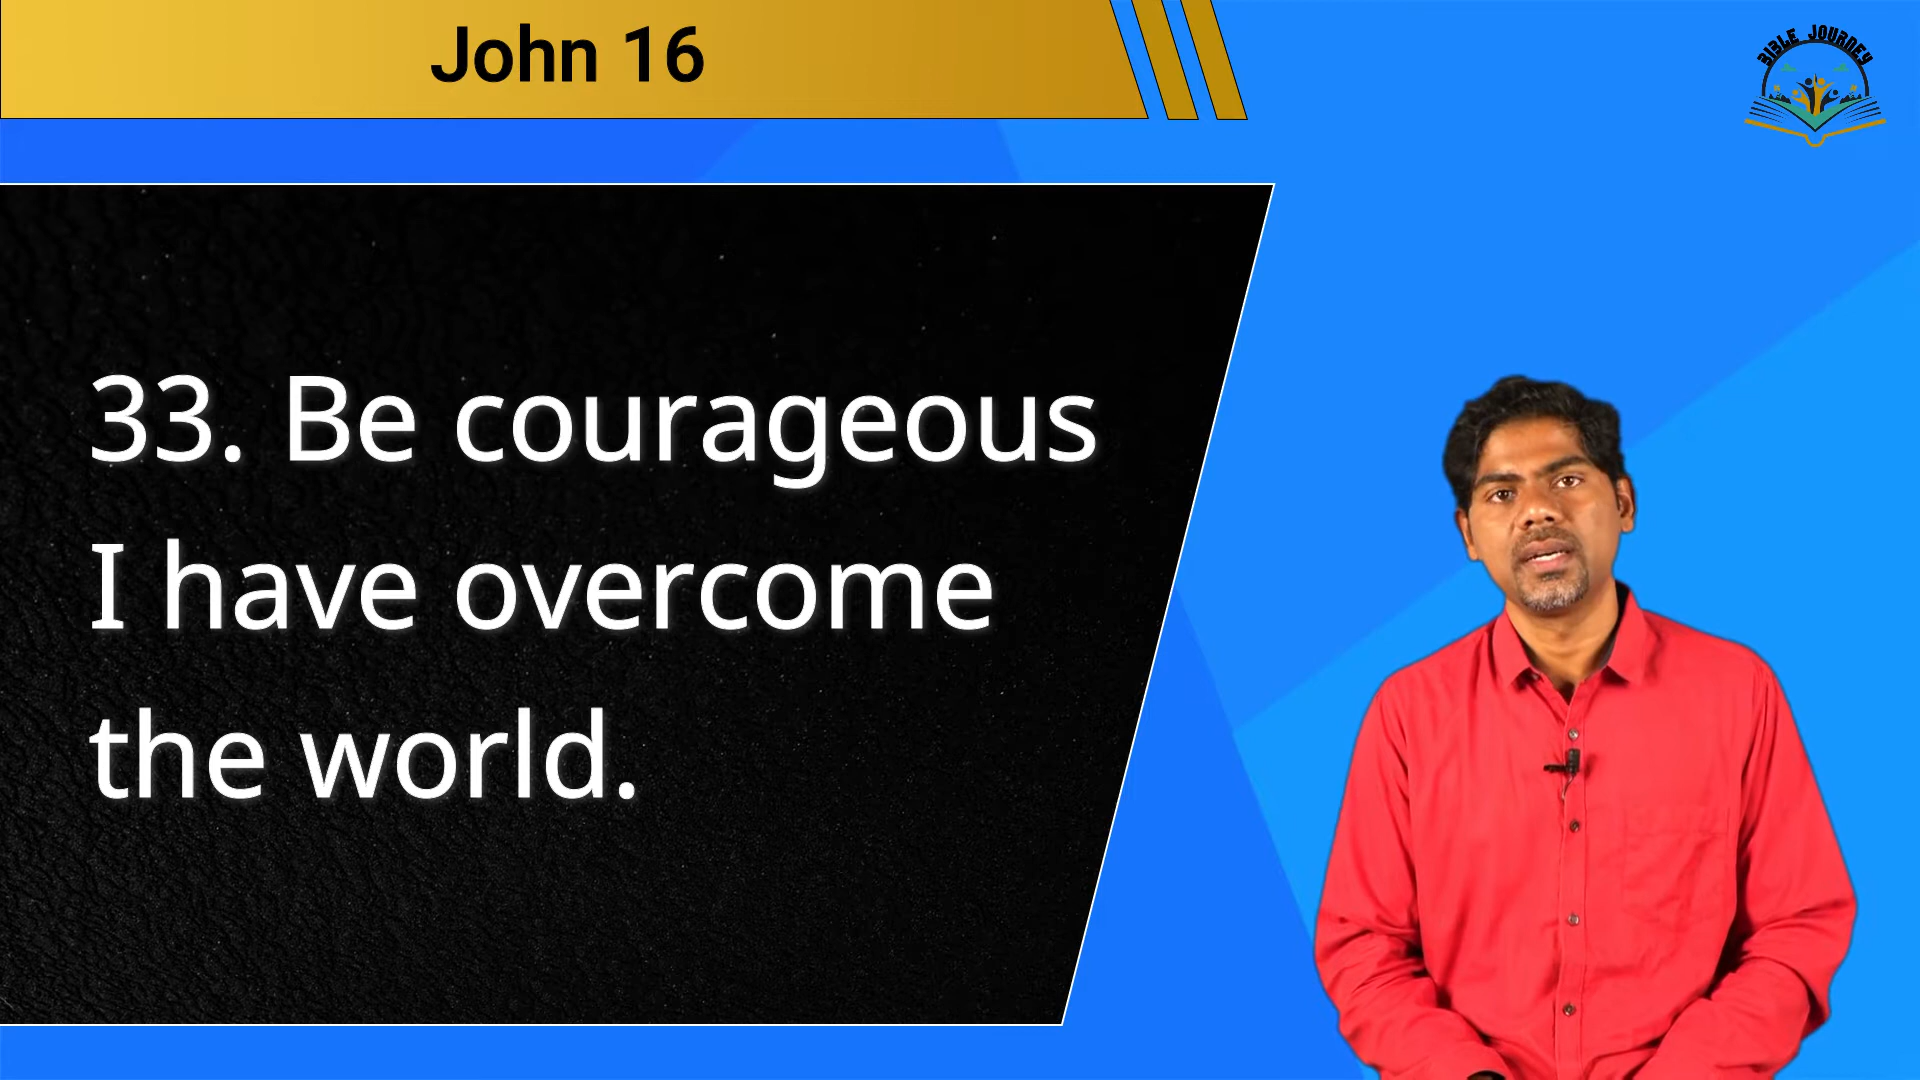 John 16
BIBLE JOURNEY
33. Be courageous
I have overcome
the world.